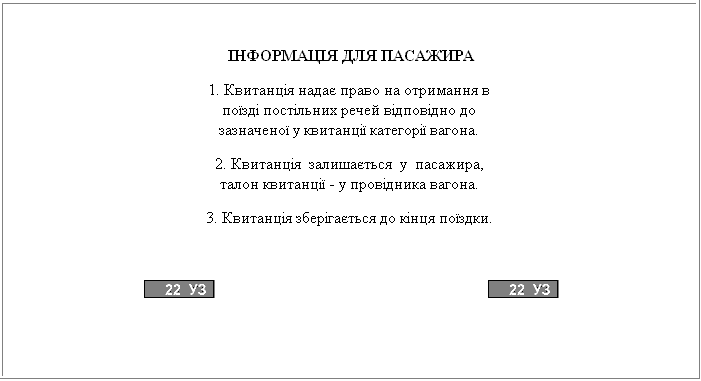 ІНФОРМАЦІЯ ДЛЯ ПАСАЖИРА
1. Квитанція надає право на отримання в
поїзді постільних речей відповідно до
зазначеної у квитанції категорії вагона.
2. Квитанція залишається у пасажира,
талон квитанції - у провідника вагона.
3. Квитанція зберігається до кінця поїздки.
22 УЗ 22 УЗ